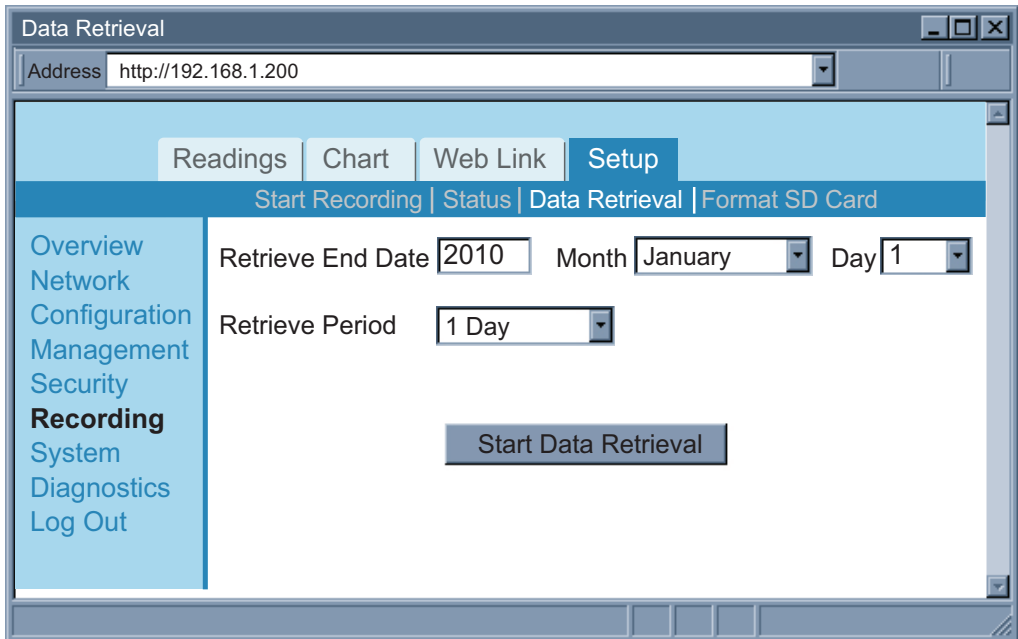 Data Retrieval
Address http://192.168.1.200
Readings Chart Web Link Setup
Start Recording | Status | Data Retrieval | Format SD Card
Overview
Network
Configuration
Management
Security
Recording
System
Diagnostics
Log Out
Retrieve End Date 2010 Month January Day 1
Retrieve Period 1 Day
Start Data Retrieval